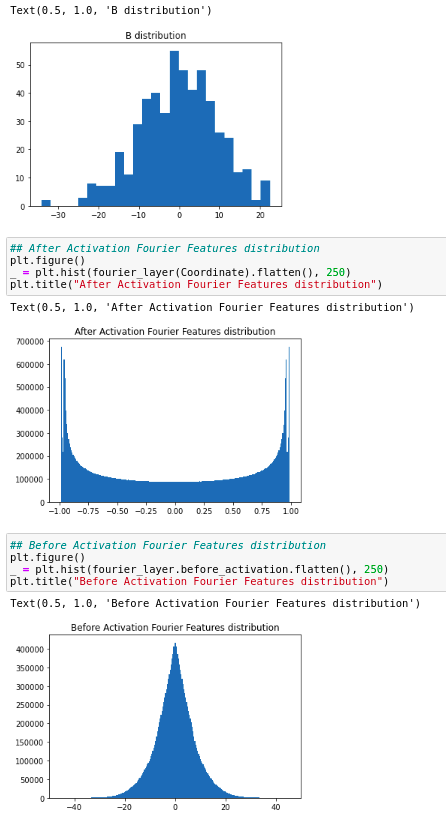 Text(0.5, 1.0, 'B distribution')
B distribution
50
40
30
20
10
0
−30 −20 −10 0 10 20
## After Activation Fourier Features distribution
plt.figure()
_ = plt.hist(fourier_layer(Coordinate).flatten(), 250)
plt.title("After Activation Fourier Features distribution")
Text(0.5, 1.0, 'After Activation Fourier Features distribution')
After Activation Fourier Features distribution
700000
600000
500000
400000
300000
200000
100000
0
−1.00 −0.75 −0.50 −0.25 0.00 0.25 0.50 0.75 1.00
## Before Activation Fourier Features distribution
plt.figure()
_ = plt.hist(fourier_layer.before_activation.flatten(), 250)
plt.title("Before Activation Fourier Features distribution")
Text(0.5, 1.0, 'Before Activation Fourier Features distribution')
Before Activation Fourier Features distribution
400000
350000
300000
250000
200000
150000
100000
50000
0
−40 −20 0 20 40